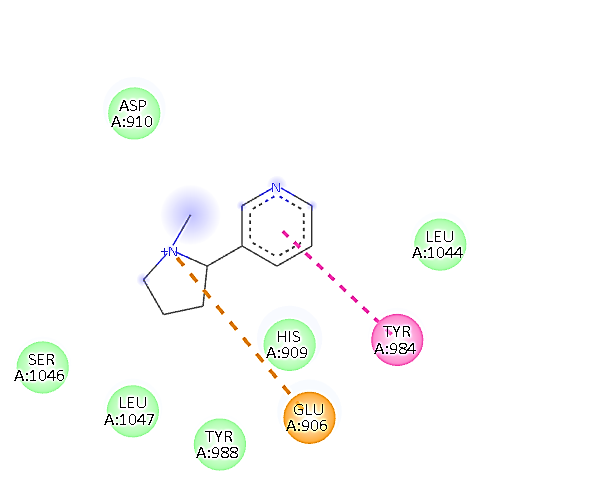 ASP
A:910
N
+N
LEU
A:1044
HIS
A:909
TYR
A:984
SER
A:1046
LEU
A:1047
GLU
A:906
TYR
A:988